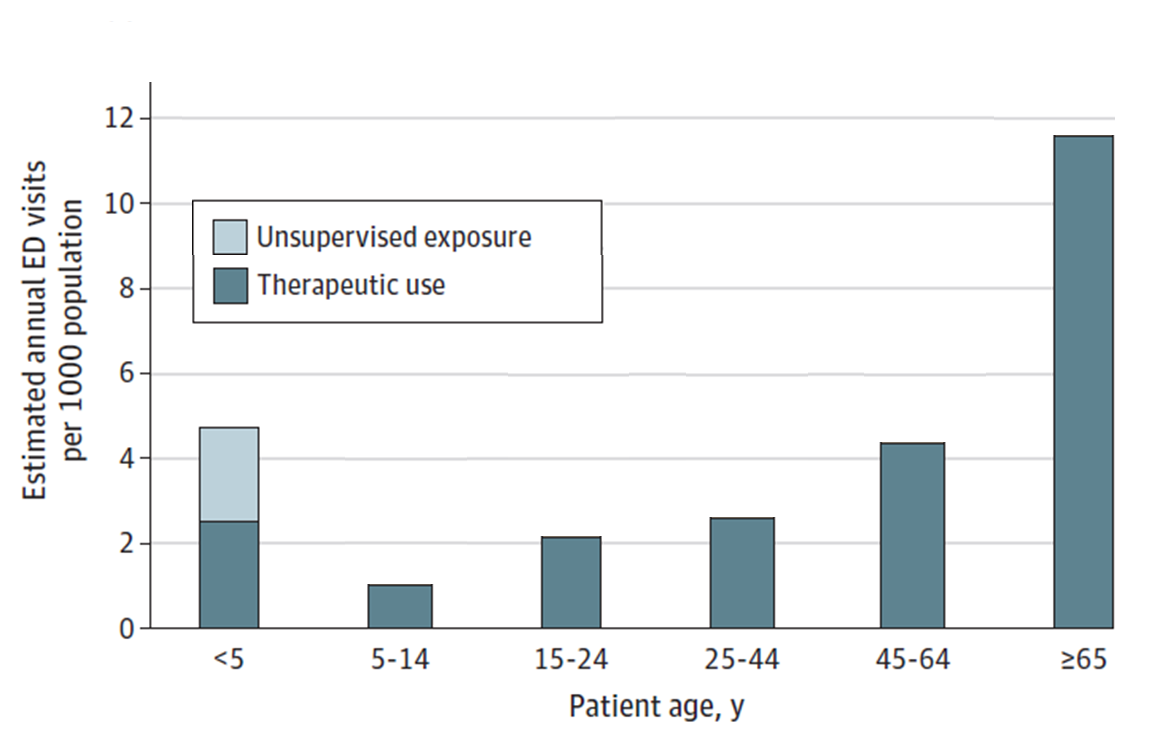 Estimated annual ED visits
per 1000 population
12
10
8
6
4
2
0
Unsupervised exposure
Therapeutic use
<5
5-14
15-24
25-44
45-64
≥65
Patient age, y